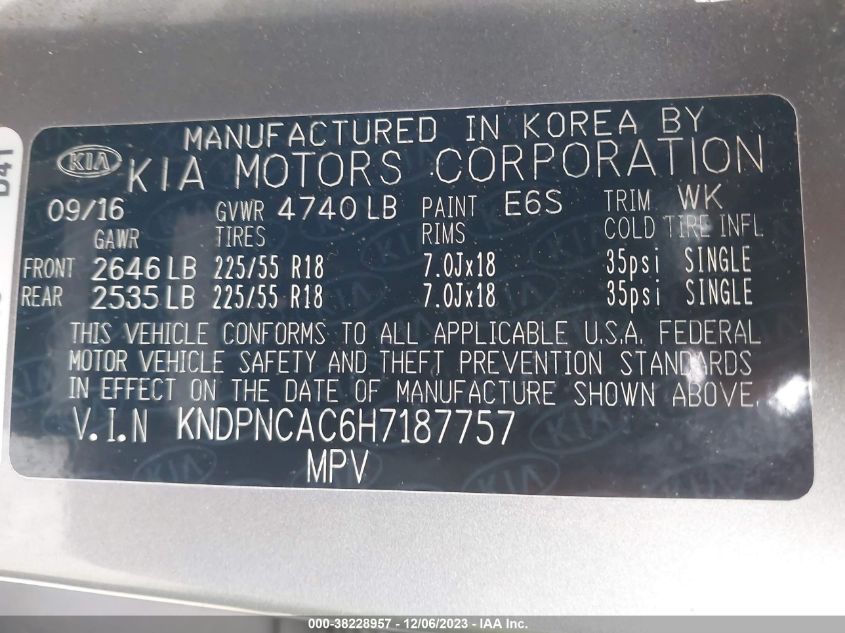 MANUFACTURED IN KOREA BY
KIA KIA MOTORS CORPORATION
09/16 GVWR 4740 LB PAINT E6S TRIM WK
GAWR TIRES RIMS COLD TIRE INFL
FRONT 2646 LB 225/55 R18 7.0Jx18 35psi SINGLE
REAR 2535 LB 225/55 R18 7.0Jx18 35psi SINGLE
THIS VEHICLE CONFORMS TO ALL APPLICABLE U.S.A. FEDERAL
MOTOR VEHICLE SAFETY AND THEFT PREVENTION STANDARDS
IN EFFECT ON THE DATE OF MANUFACTURE SHOWN ABOVE.
V.I.N KNDPNCAC6H7187757
MPV
D41
000-38228957 - 12/06/2023 - IAA Inc.